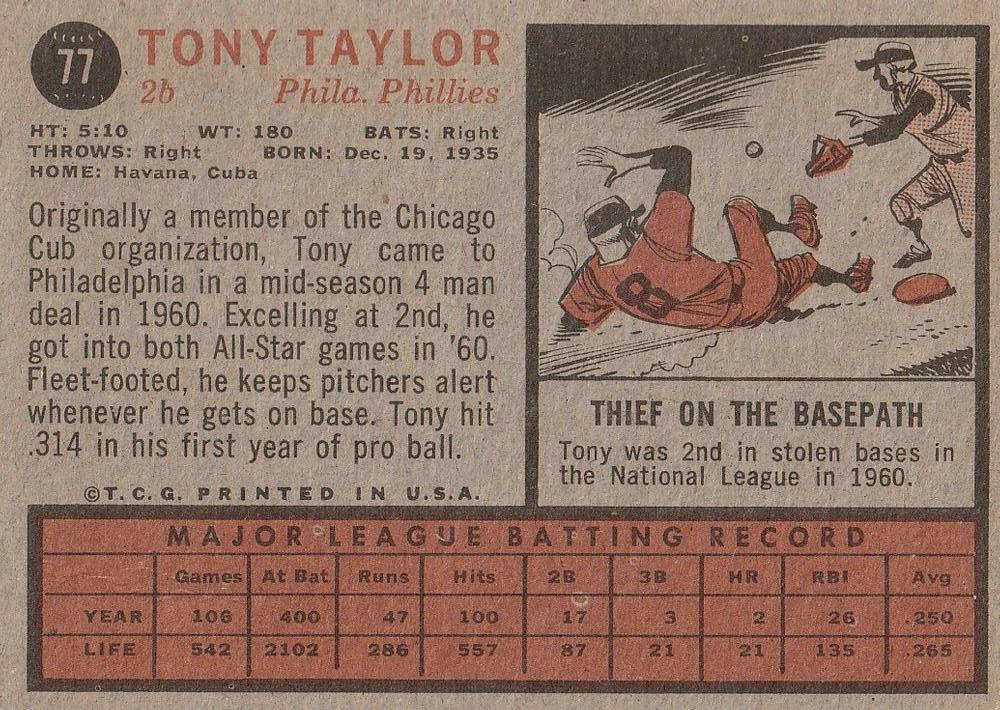 77
TONY TAYLOR
2b Phila. Phillies
HT: 5:10 WT: 180 BATS: Right
THROWS: Right BORN: Dec. 19, 1935
HOME: Havana, Cuba
Originally a member of the Chicago
Cub organization, Tony came to
Philadelphia in a mid-season 4 man
deal in 1960. Excelling at 2nd, he
got into both All-Star games in '60.
Fleet-footed, he keeps pitchers alert
whenever he gets on base. Tony hit
.314 in his first year of pro ball.
©T.C.G. PRINTED IN U.S.A.
8
THIEF ON THE BASEPATH
Tony was 2nd in stolen bases in
the National League in 1960.
MAJOR LEAGUE BATTING RECORD
Games At Bat Runs Hits 2B 3B HR RBI Avg
YEAR 106 400 47 100 17 3 2 26 .250
LIFE 542 2102 286 557 87 21 21 135 .265